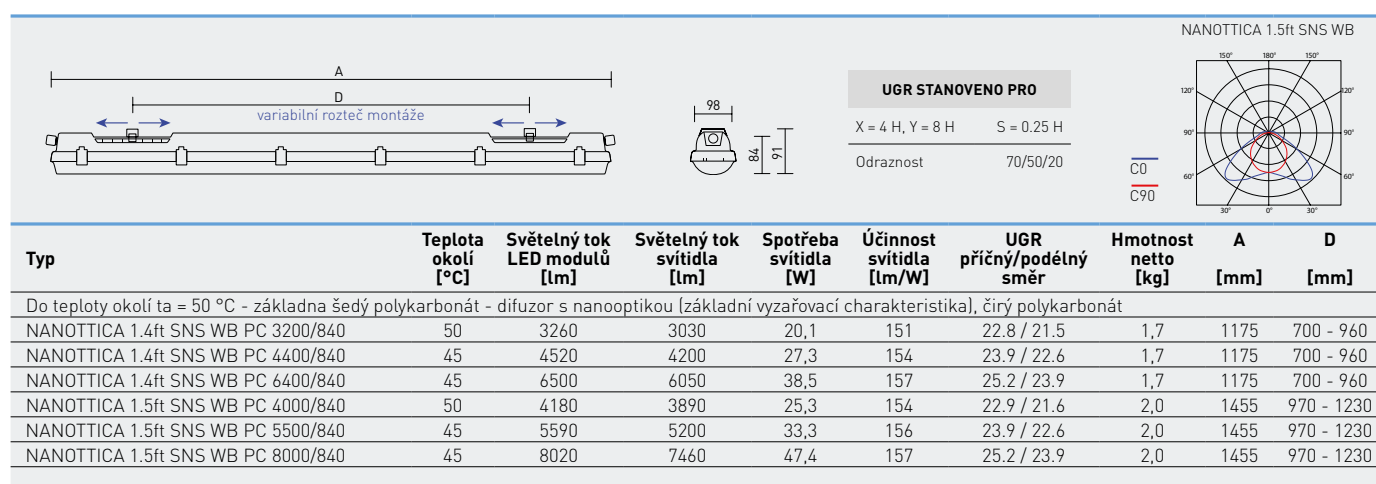 NANOTTICA 1.5ft SNS WB
A
D
variabilní rozteč montáže
98
84
91
UGR STANOVENO PRO
X = 4 H, Y = 8 H S = 0.25 H
Odraznost 70/50/20
C0
C90
150° 180° 150°
120° 120°
90° 90°
60° 60°
30° 0° 30°
Typ Teplota okolí [°C] Světelný tok LED modulů [lm] Světelný tok svítidla [lm] Spotřeba svítidla [W] Účinnost svítidla [lm/W] UGR příčný/podélný směr Hmotnost netto [kg] A [mm] D [mm]
Do teploty okolí ta = 50 °C - základna šedý polykarbonát - difuzor s nanooptikou (základní vyzařovací charakteristika), čirý polykarbonát
NANOTTICA 1.4ft SNS WB PC 3200/840 50 3260 3030 20,1 151 22.8 / 21.5 1,7 1175 700 - 960
NANOTTICA 1.4ft SNS WB PC 4400/840 45 4520 4200 27,3 154 23.9 / 22.6 1,7 1175 700 - 960
NANOTTICA 1.4ft SNS WB PC 6400/840 45 6500 6050 38,5 157 25.2 / 23.9 1,7 1175 700 - 960
NANOTTICA 1.5ft SNS WB PC 4000/840 50 4180 3890 25,3 154 22.9 / 21.6 2,0 1455 970 - 1230
NANOTTICA 1.5ft SNS WB PC 5500/840 45 5590 5200 33,3 156 23.9 / 22.6 2,0 1455 970 - 1230
NANOTTICA 1.5ft SNS WB PC 8000/840 45 8020 7460 47,4 157 25.2 / 23.9 2,0 1455 970 - 1230